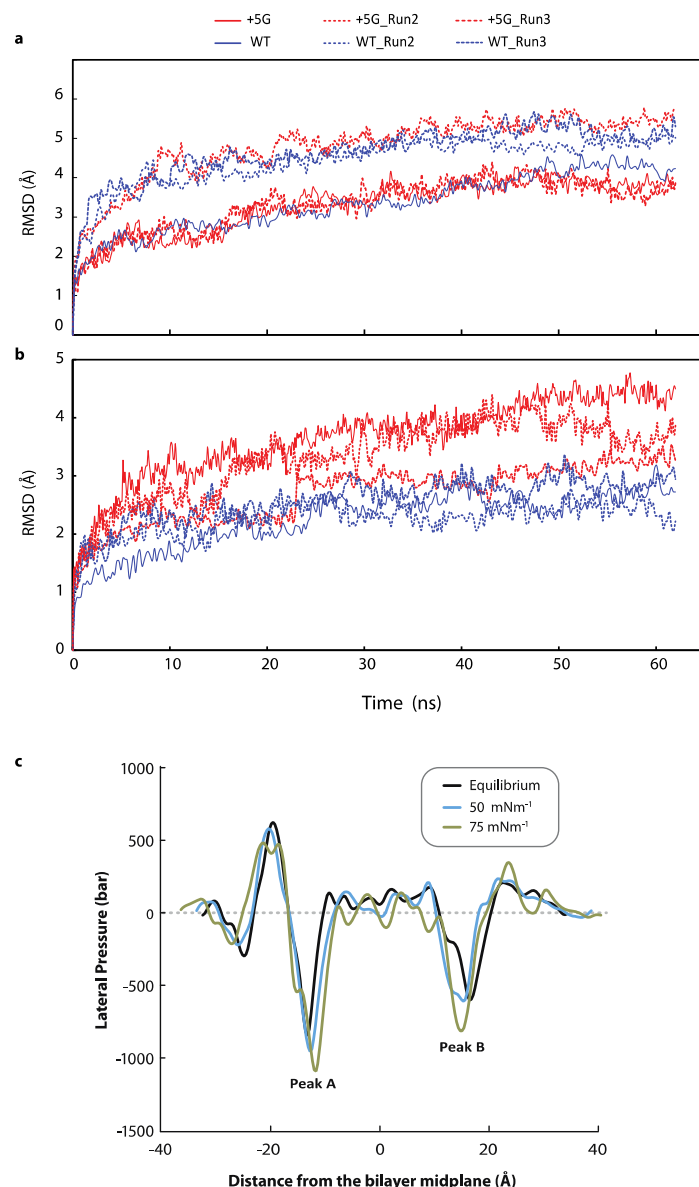 +5G +5G_Run2 +5G_Run3
a
WT WT_Run2 WT_Run3
6
5
4
3
2
1
0
RMSD (Å)
b
5
4
3
2
1
0
RMSD (Å)
0 10 20 30 40 50 60
Time (ns)
c
1000
500
0
-500
-1000
-1500
Lateral Pressure (bar)
Equilibrium
50 mNm⁻¹
75 mNm⁻¹
Peak B
Peak A
-40 -20 0 20 40
Distance from the bilayer midplane (Å)